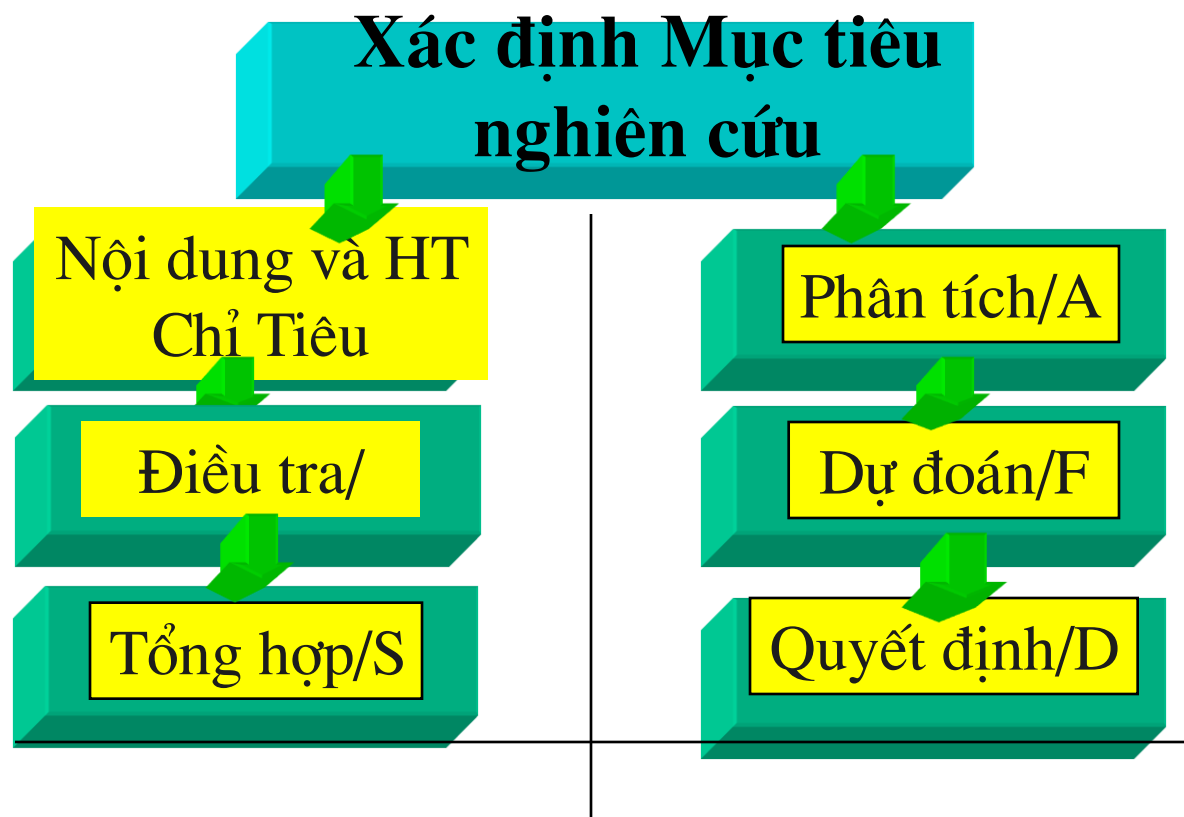 Xác định Mục tiêu
nghiên cứu
Nội dung và HT
Chỉ Tiêu
Điều tra/
Tổng hợp/S
Phân tích/A
Dự đoán/F
Quyết định/D